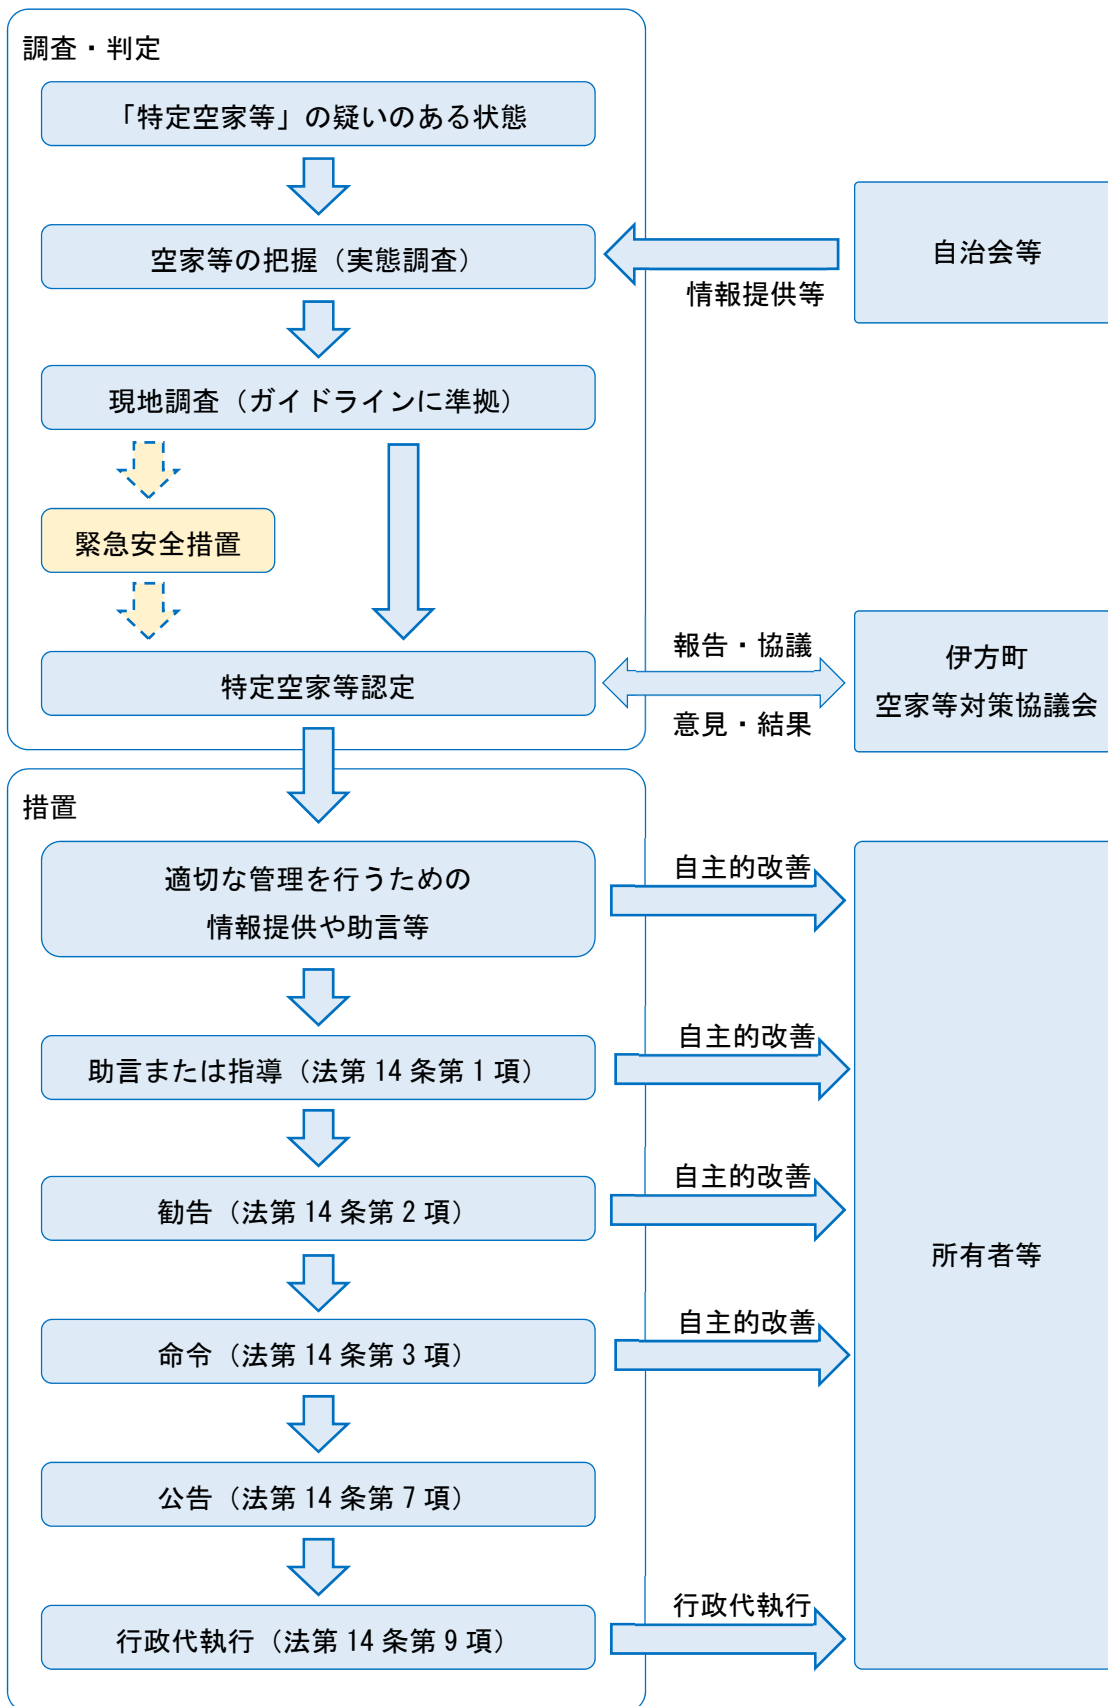 調査・判定
「特定空家等」の疑いのある状態
空家等の把握（実態調査）
自治会等
情報提供等
現地調査（ガイドラインに準拠）
緊急安全措置
特定空家等認定
報告・協議
意見・結果
伊方町
空家等対策協議会
措置
適切な管理を行うための
情報提供や助言等
自主的改善
助言または指導（法第 14 条第 1 項）
自主的改善
勧告（法第 14 条第 2 項）
自主的改善
所有者等
命令（法第 14 条第 3 項）
自主的改善
公告（法第 14 条第 7 項）
行政代執行（法第 14 条第 9 項）
行政代執行